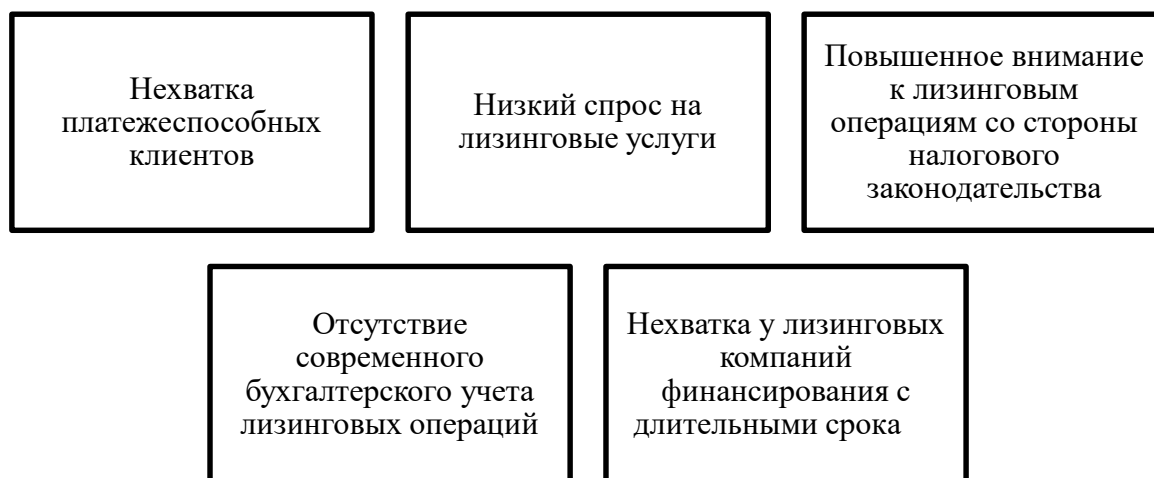 Нехватка
платежеспособных
клиентов
Низкий спрос на
лизинговые услуги
Повышенное внимание
к лизинговым
операциям со стороны
налогового
законодательства
Отсутствие
современного
бухгалтерского учета
лизинговых операций
Нехватка у лизинговых
компаний
финансирования с
длительными срока